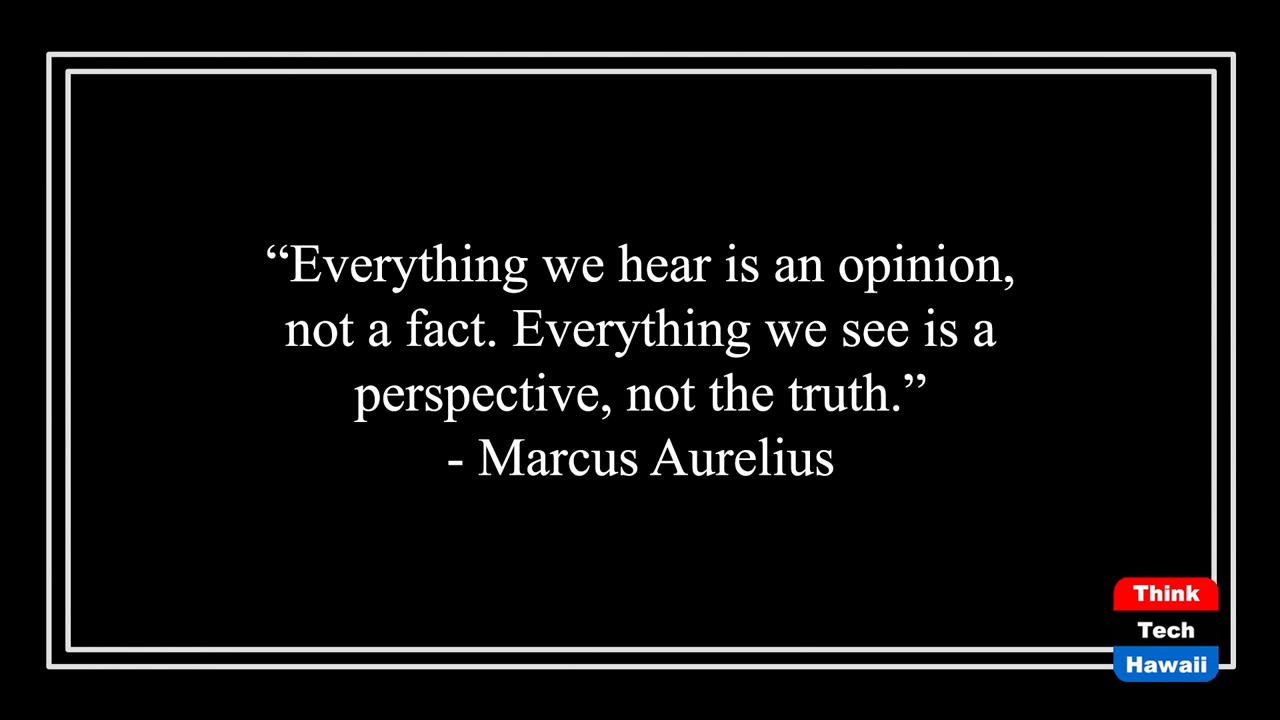 “Everything we hear is an opinion,
not a fact. Everything we see is a
perspective, not the truth.”
- Marcus Aurelius
Think
Tech
Hawaii